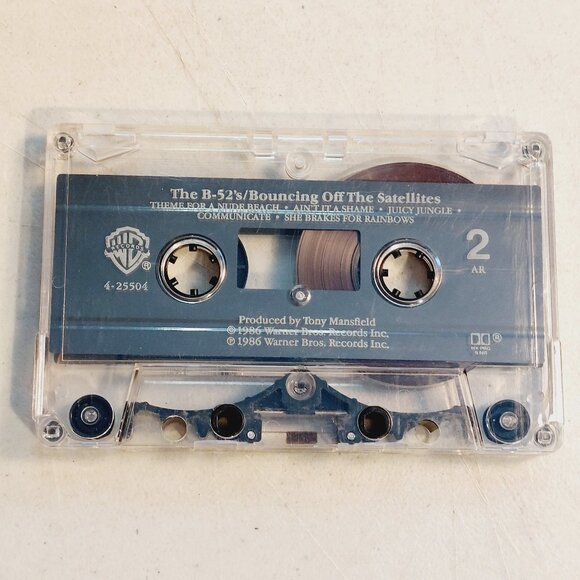 The B-52's/Bouncing Off The Satellites
THEME FOR A NUDE BEACH • AIN'T IT A SHAME • JUICY JUNGLE •
COMMUNICATE • SHE BRAKES FOR RAINBOWS
WB
RECORDS
®
4-25504
2
AR
Produced by Tony Mansfield
©1986 Warner Bros. Records Inc.
℗1986 Warner Bros. Records Inc.
®